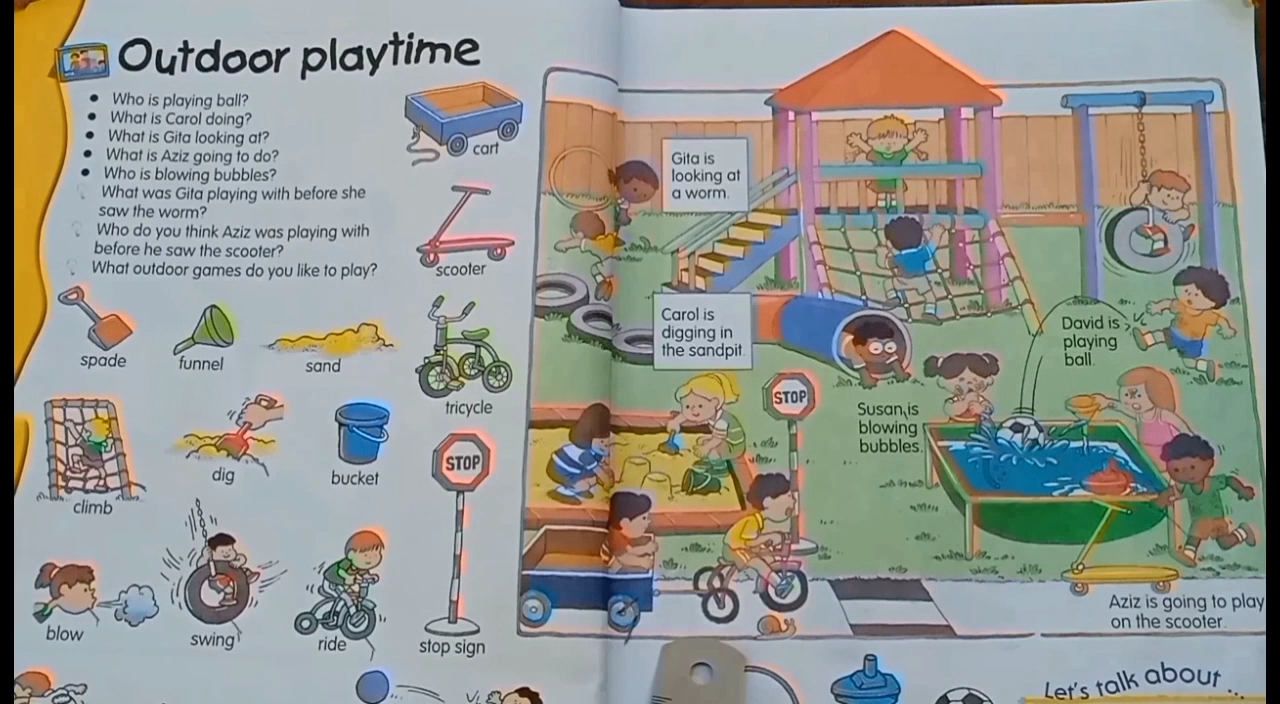 Outdoor playtime
Who is playing ball?
What is Carol doing?
What is Gita looking at?
What is Aziz going to do?
Who is blowing bubbles?
What was Gita playing with before she
saw the worm?
Who do you think Aziz was playing with
before he saw the scooter?
What outdoor games do you like to play?
cart
scooter
spade
funnel
sand
tricycle
climb
dig
bucket
STOP
blow
swing
ride
stop sign
Gita is
looking at
a worm.
Carol is
digging in
the sandpit.
STOP
David is
playing
ball.
Susan is
blowing
bubbles.
Aziz is going to play
on the scooter.
Let's talk about ...